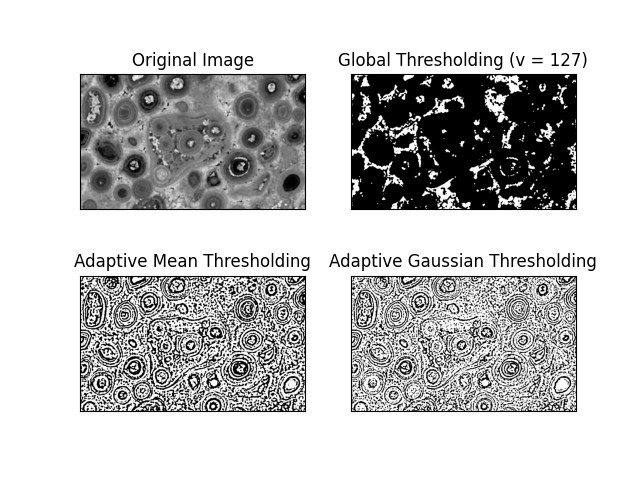 Original Image
Global Thresholding (v = 127)
Adaptive Mean Thresholding
Adaptive Gaussian Thresholding